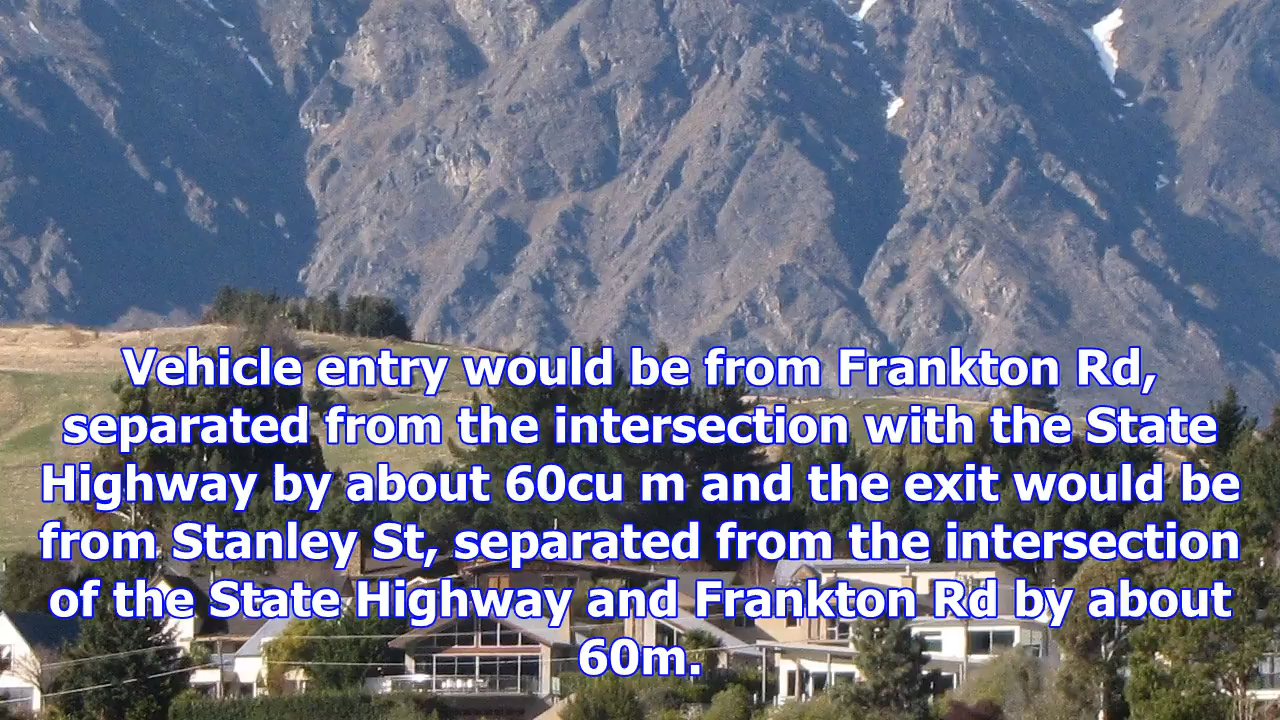 Vehicle entry would be from Frankton Rd,
separated from the intersection with the State
Highway by about 60cu m and the exit would be
from Stanley St, separated from the intersection
of the State Highway and Frankton Rd by about
60m.